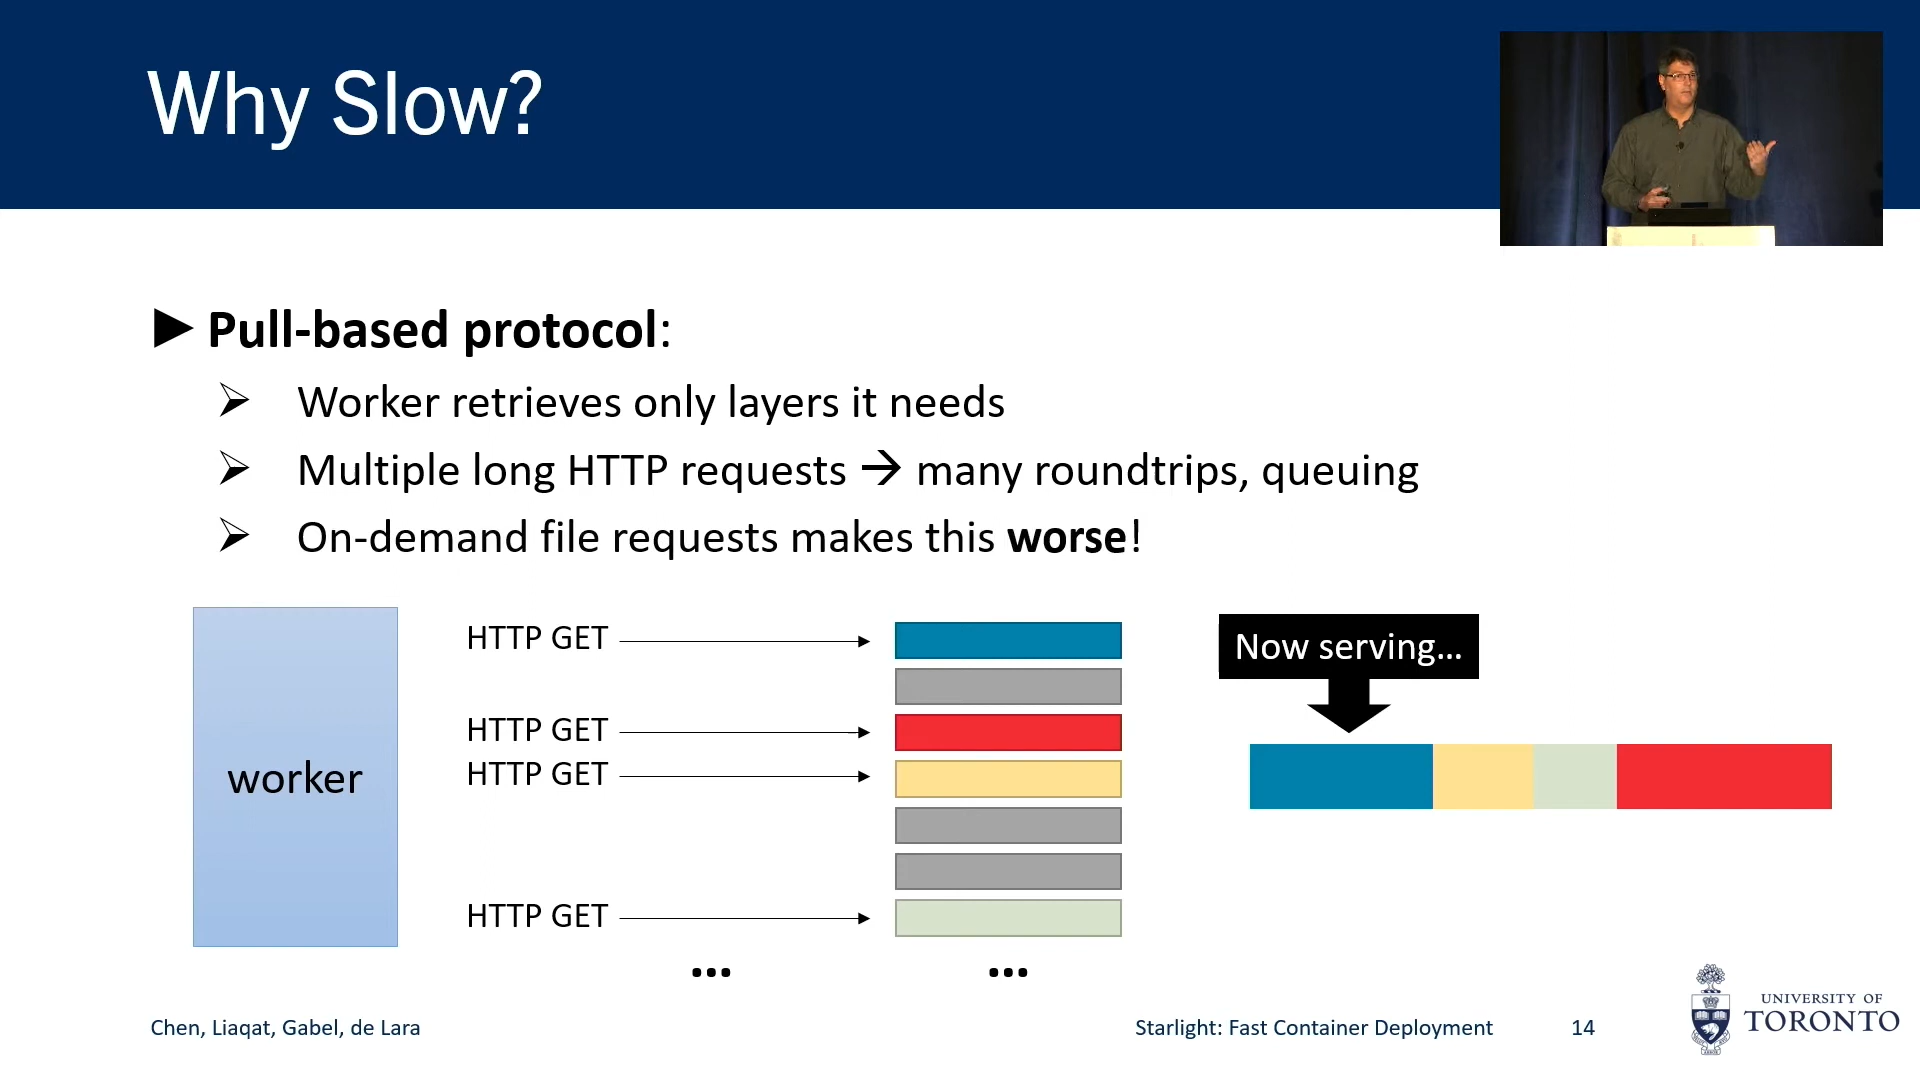 Why Slow?
► Pull-based protocol:
➢ Worker retrieves only layers it needs
➢ Multiple long HTTP requests → many roundtrips, queuing
➢ On-demand file requests makes this worse!
worker
HTTP GET
HTTP GET
HTTP GET
HTTP GET
...
...
Now serving...
Chen, Liaqat, Gabel, de Lara
Starlight: Fast Container Deployment
14
UNIVERSITY OF
TORONTO